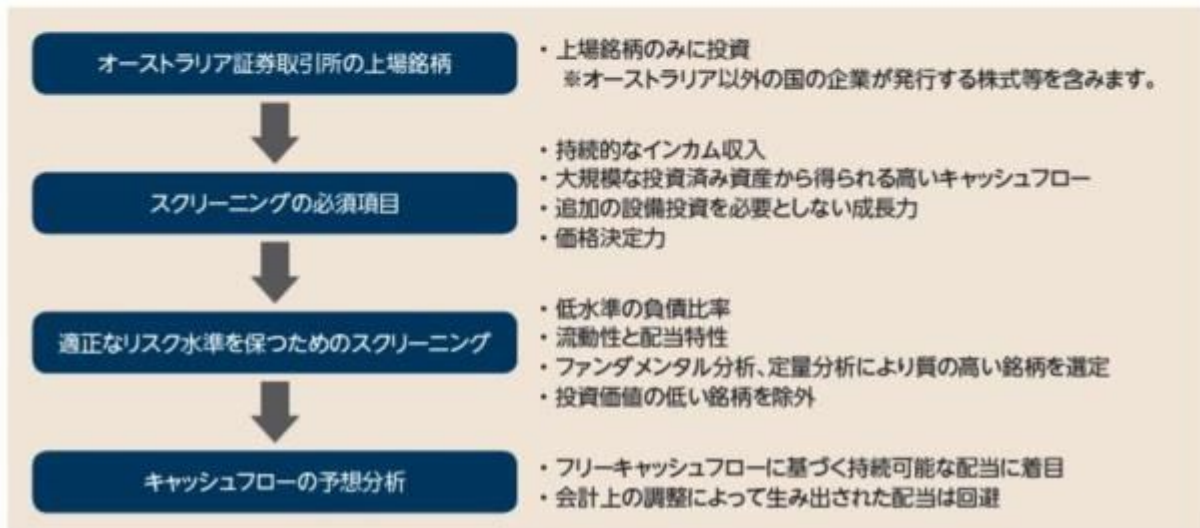 オーストラリア証券取引所の上場銘柄
・上場銘柄のみに投資
※オーストラリア以外の国の企業が発行する株式等を含みます。
スクリーニングの必須項目
・持続的なインカム収入
・大規模な投資済み資産から得られる高いキャッシュフロー
・追加の設備投資を必要としない成長力
・価格決定力
適正なリスク水準を保つためのスクリーニング
・低水準の負債比率
・流動性と配当特性
・ファンダメンタル分析、定量分析により質の高い銘柄を選定
・投資価値の低い銘柄を除外
キャッシュフローの予想分析
・フリーキャッシュフローに基づく持続可能な配当に着目
・会計上の調整によって生み出された配当は回避